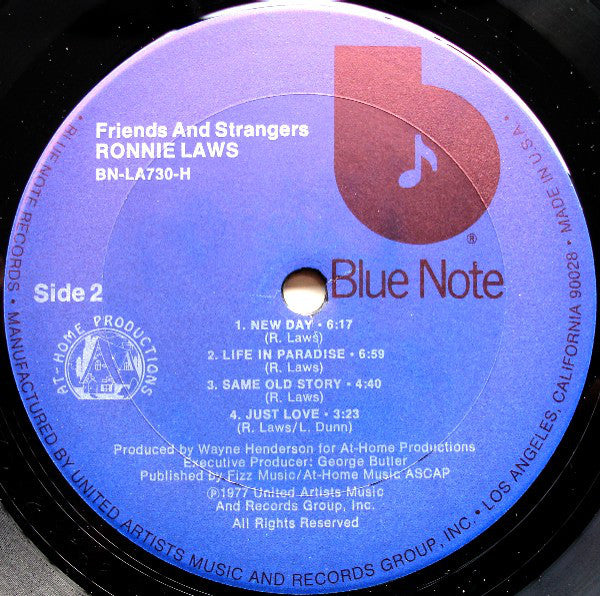 Friends And Strangers
RONNIE LAWS
BN-LA730-H
®
Blue Note
Side 2
AT-HOME PRODUCTIONS
1. NEW DAY • 6:17
(R. Laws)
2. LIFE IN PARADISE • 6:59
(R. Laws)
3. SAME OLD STORY • 4:40
(R. Laws)
4. JUST LOVE • 3:23
(R. Laws/L. Dunn)
Produced by Wayne Henderson for At-Home Productions
Executive Producer: George Butler
Published by Fizz Music/At-Home Music ASCAP
℗1977 United Artists Music
And Records Group, Inc.
All Rights Reserved
• BLUE NOTE RECORDS • MANUFACTURED BY UNITED ARTISTS MUSIC AND RECORDS GROUP, INC. • LOS ANGELES, CALIFORNIA 90028 • MADE IN U.S.A. •